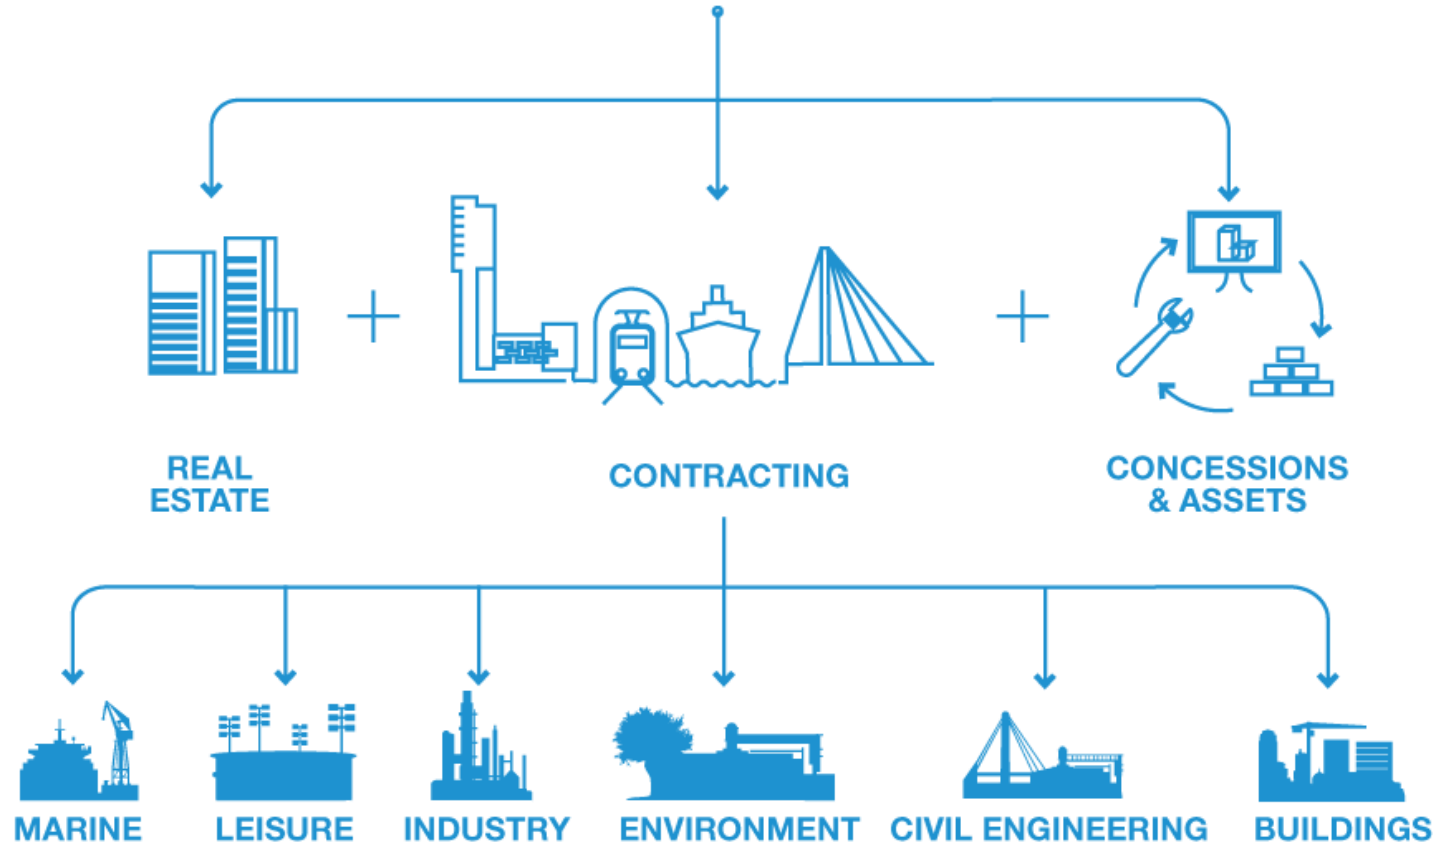 REAL
ESTATE
CONTRACTING
CONCESSIONS
& ASSETS
MARINE
LEISURE
INDUSTRY
ENVIRONMENT
CIVIL ENGINEERING
BUILDINGS